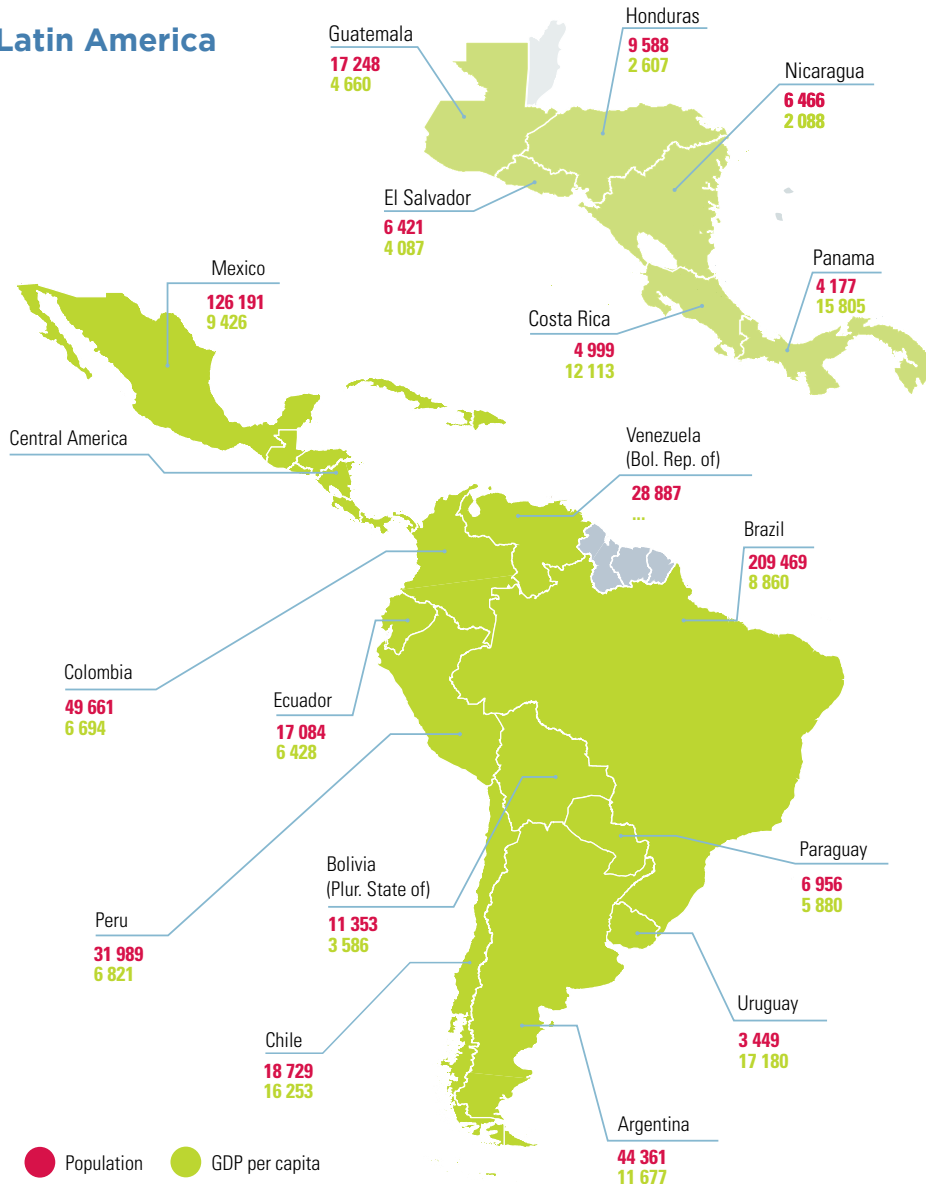 Latin America
Guatemala
17 248
4 660
Honduras
9 588
2 607
Nicaragua
6 466
2 088
El Salvador
6 421
4 087
Mexico
126 191
9 426
Panama
4 177
15 805
Costa Rica
4 999
12 113
Central America
Venezuela
(Bol. Rep. of)
28 887
...
Brazil
209 469
8 860
Colombia
49 661
6 694
Ecuador
17 084
6 428
Bolivia
(Plur. State of)
11 353
3 586
Paraguay
6 956
5 880
Peru
31 989
6 821
Uruguay
3 449
17 180
Chile
18 729
16 253
Argentina
44 361
11 677
Population
GDP per capita